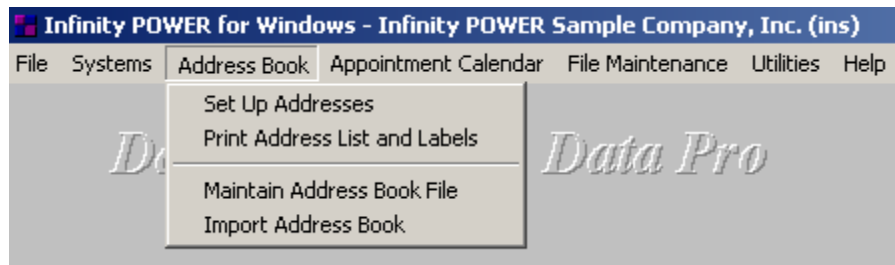 Infinity POWER for Windows - Infinity POWER Sample Company, Inc. (ins)
File Systems Address Book Appointment Calendar File Maintenance Utilities Help
Set Up Addresses
Print Address List and Labels
Data Pro
Maintain Address Book File
Import Address Book